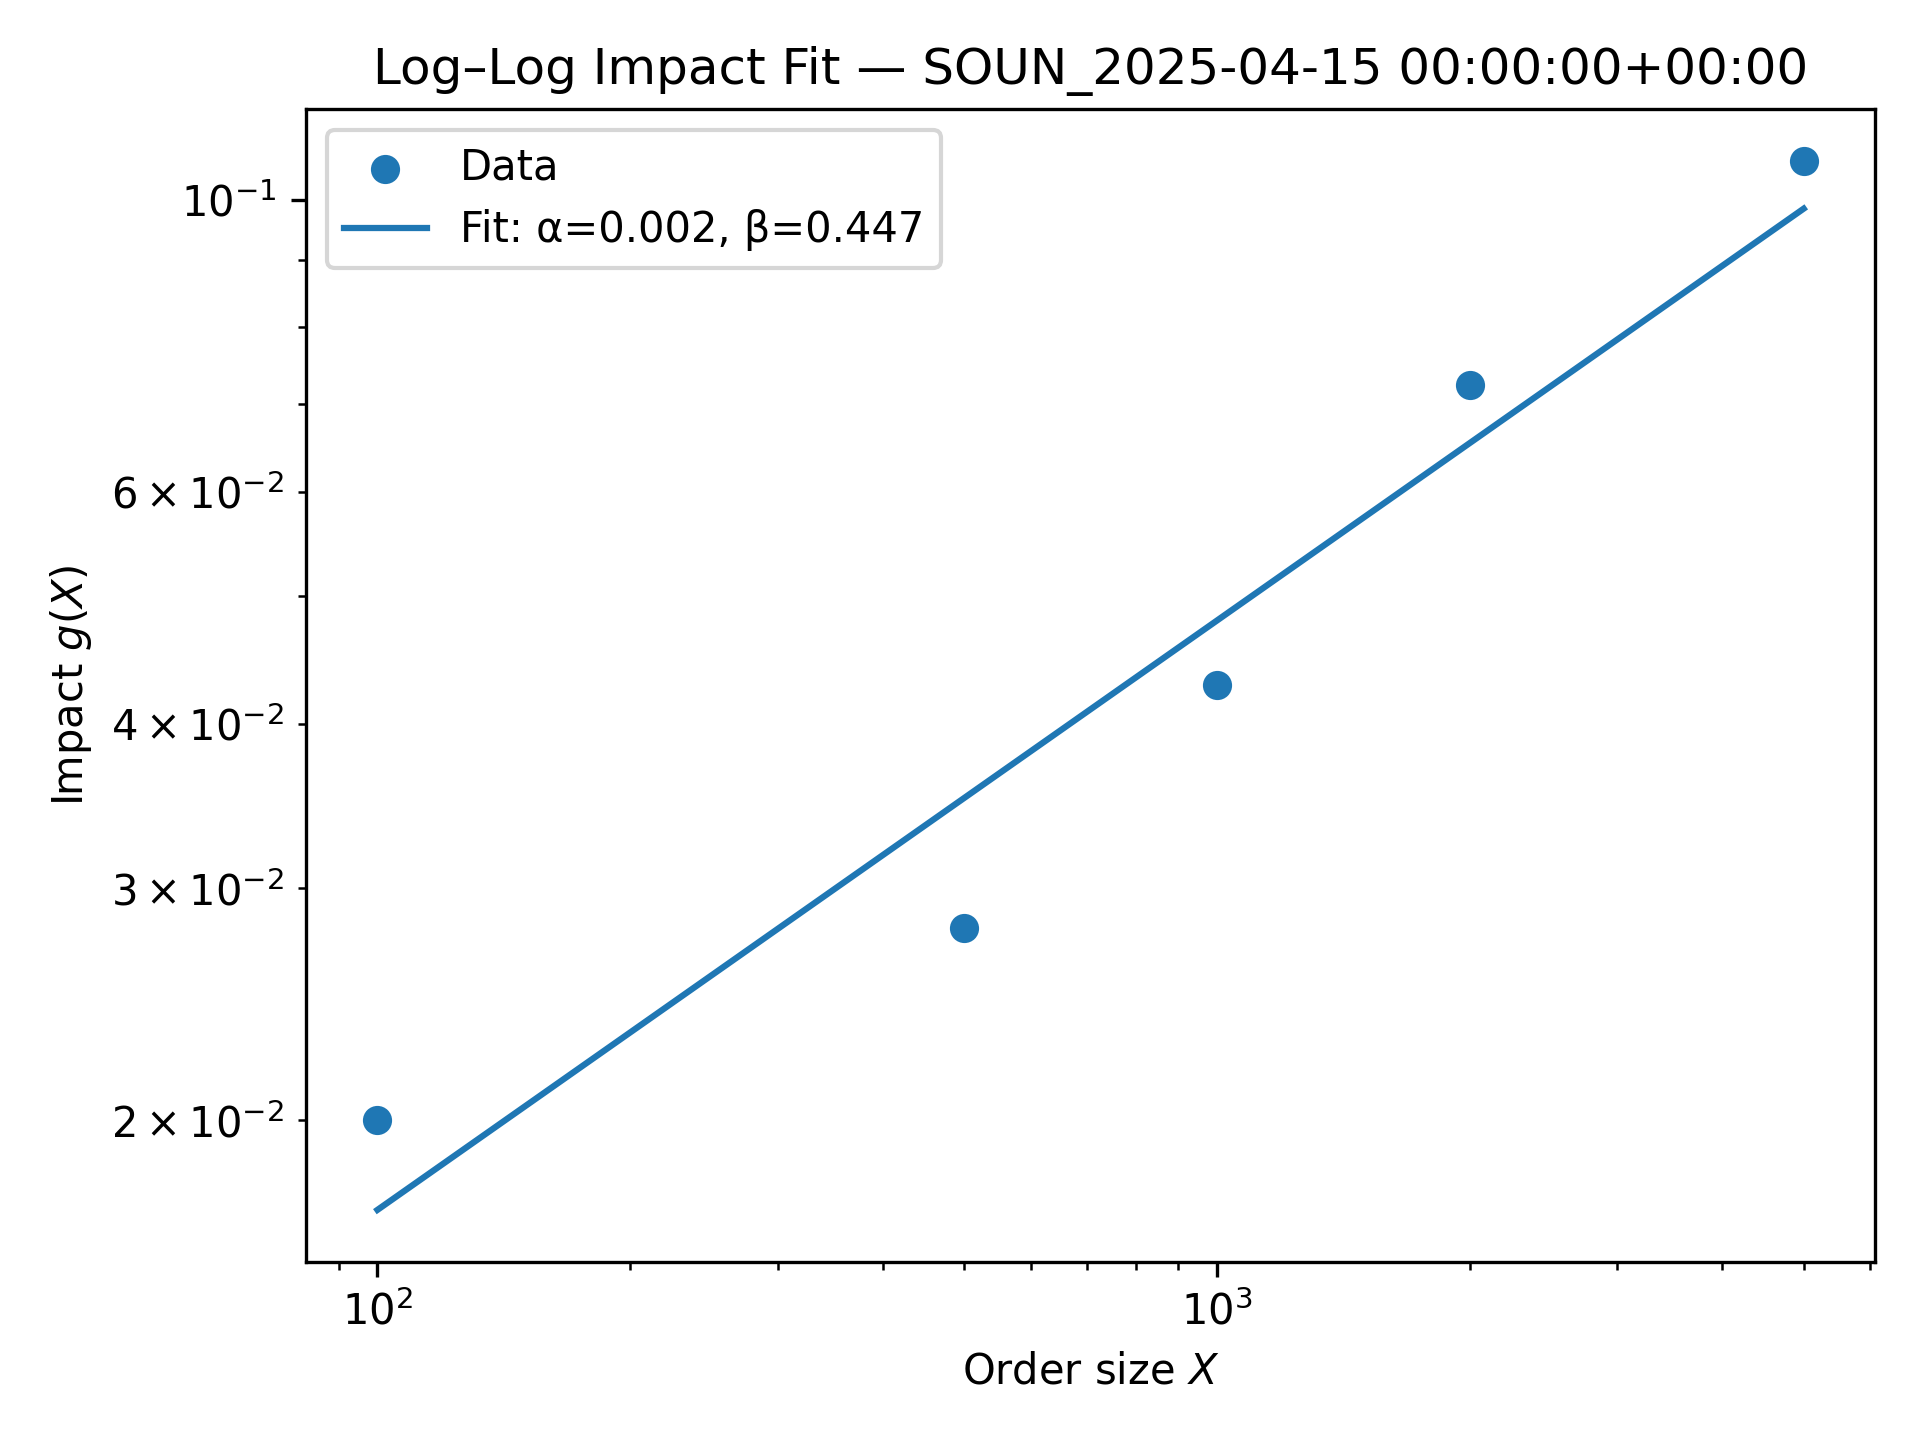 Log–Log Impact Fit — SOUN_2025-04-15 00:00:00+00:00
Data
Fit: α=0.002, β=0.447
10⁻¹
6×10⁻²
4×10⁻²
3×10⁻²
2×10⁻²
Impact g(X)
10² 10³
Order size X